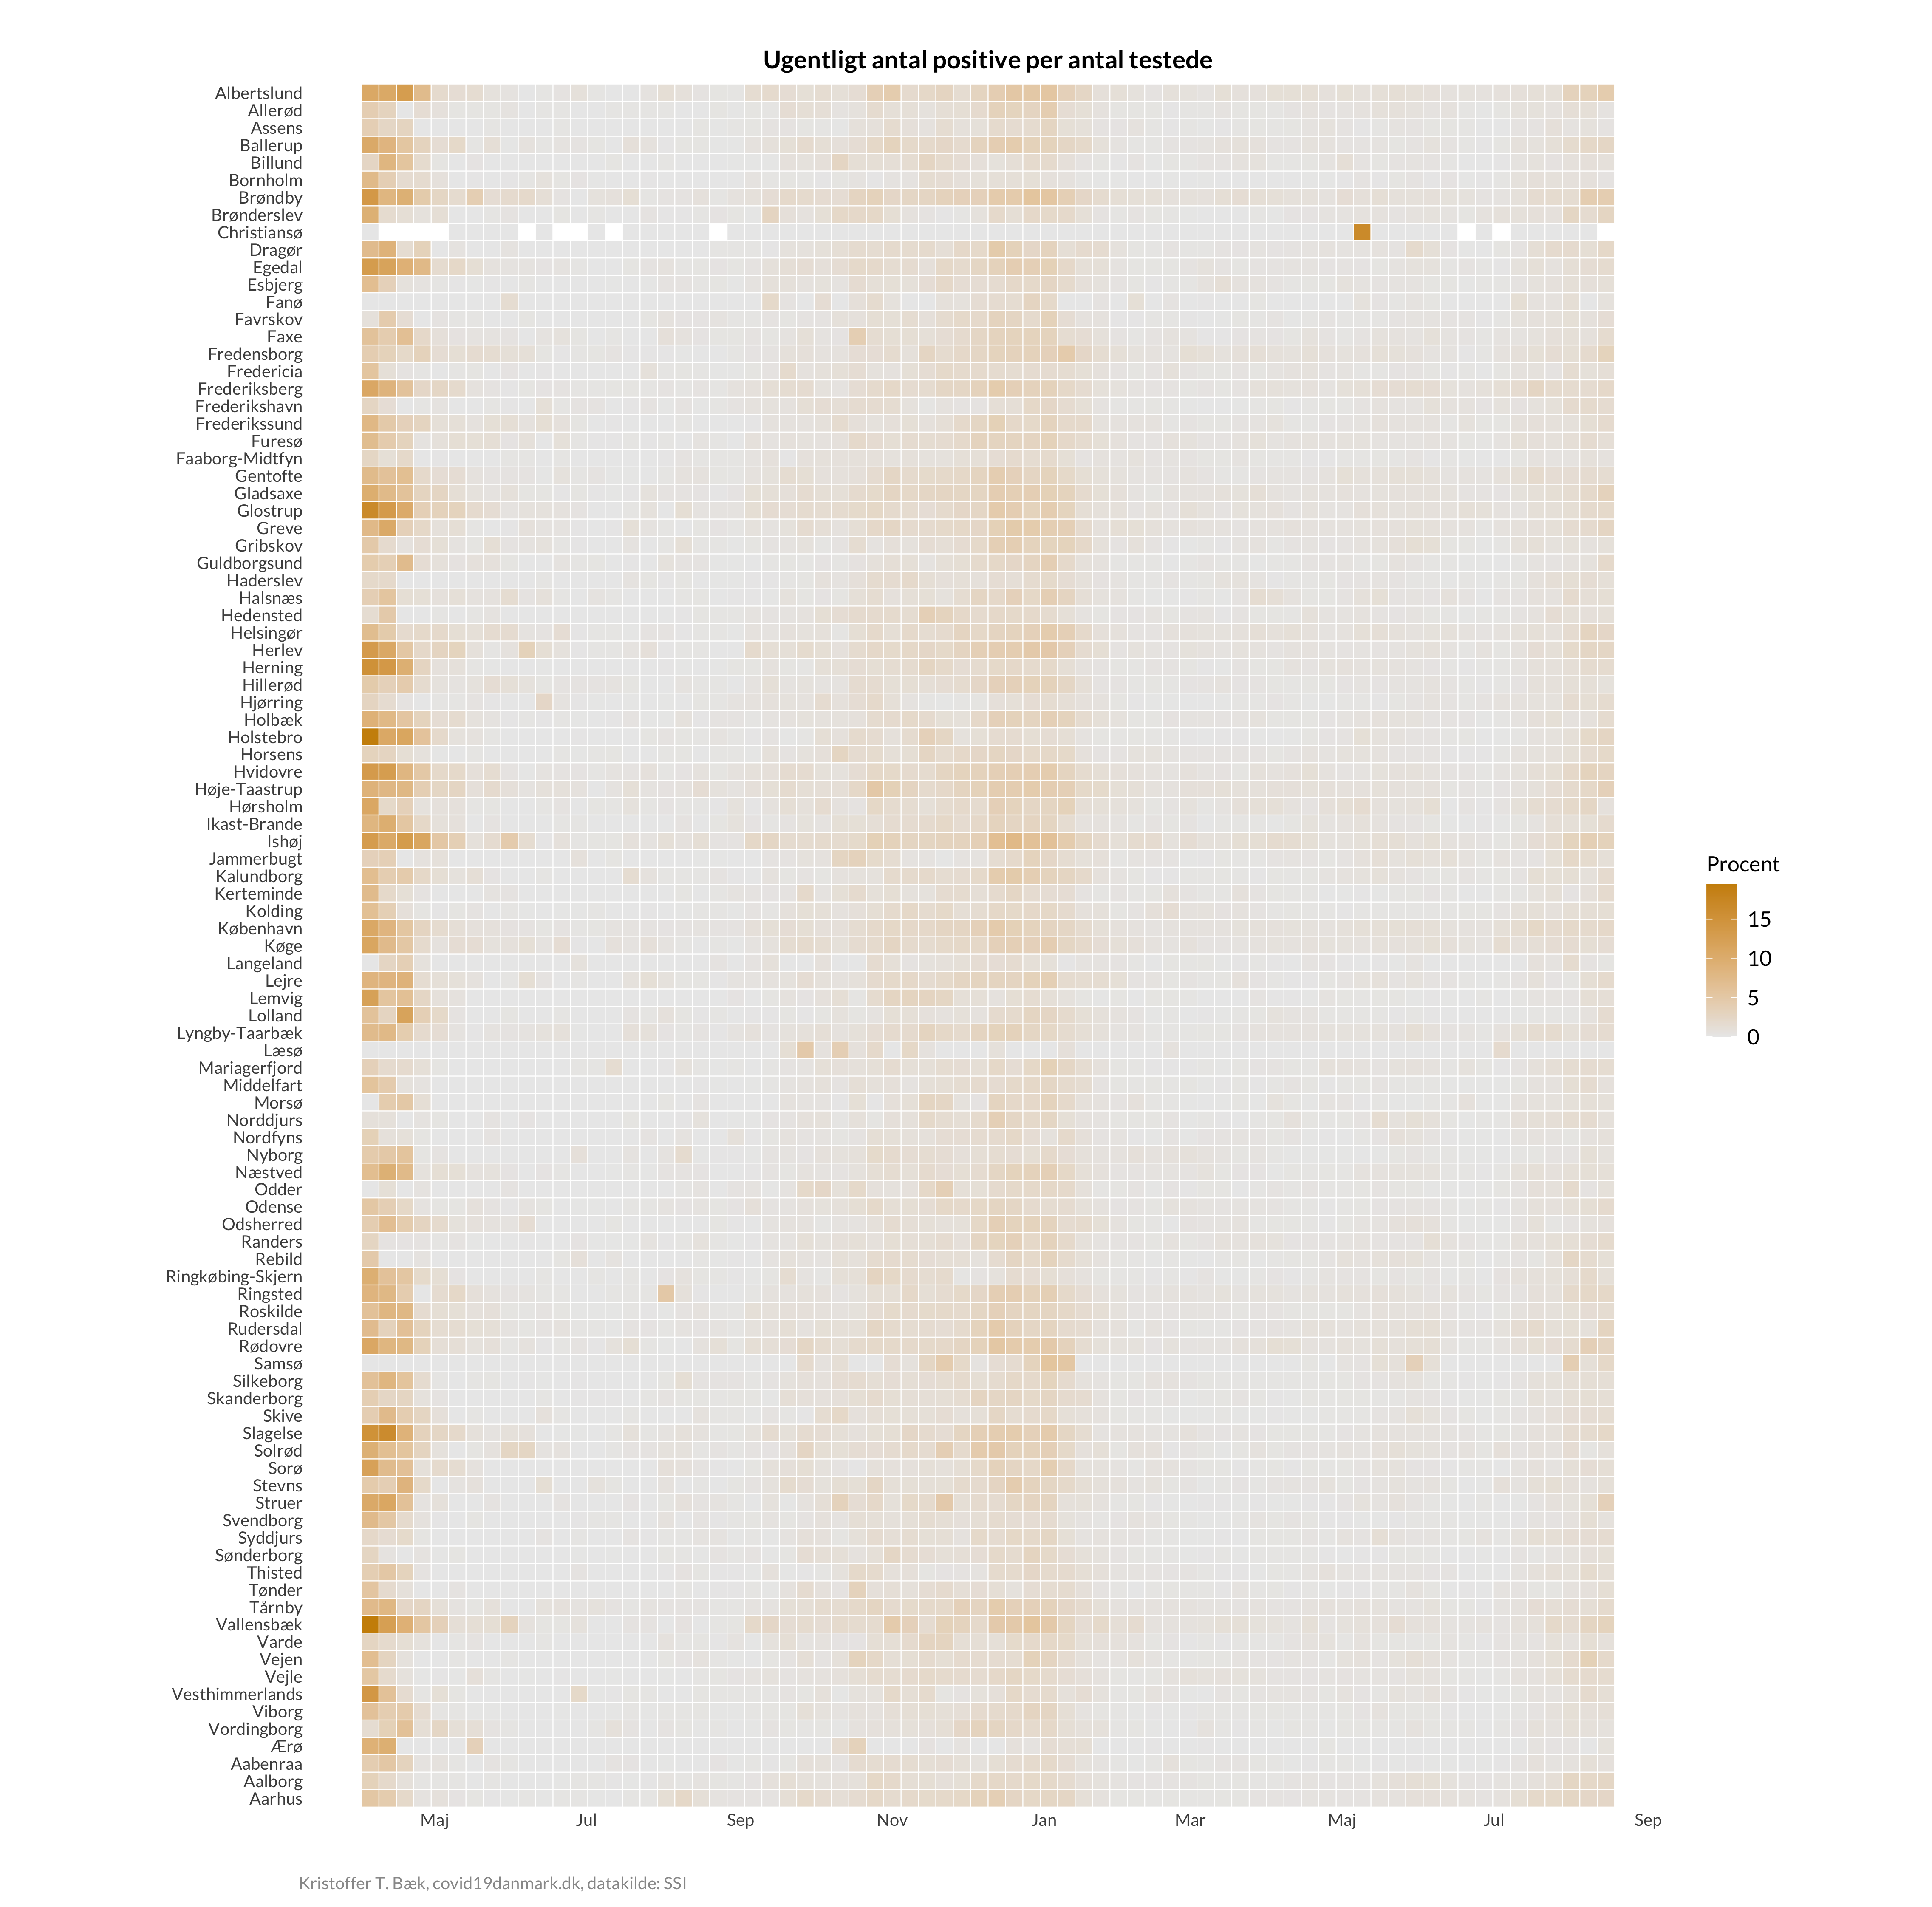 Ugentligt antal positive per antal testede
Albertslund
Allerød
Assens
Ballerup
Billund
Bornholm
Brøndby
Brønderslev
Christiansø
Dragør
Egedal
Esbjerg
Fanø
Favrskov
Faxe
Fredensborg
Fredericia
Frederiksberg
Frederikshavn
Frederikssund
Furesø
Faaborg-Midtfyn
Gentofte
Gladsaxe
Glostrup
Greve
Gribskov
Guldborgsund
Haderslev
Halsnæs
Hedensted
Helsingør
Herlev
Herning
Hillerød
Hjørring
Holbæk
Holstebro
Horsens
Hvidovre
Høje-Taastrup
Hørsholm
Ikast-Brande
Ishøj
Jammerbugt
Kalundborg
Kerteminde
Kolding
København
Køge
Langeland
Lejre
Lemvig
Lolland
Lyngby-Taarbæk
Læsø
Mariagerfjord
Middelfart
Morsø
Norddjurs
Nordfyns
Nyborg
Næstved
Odder
Odense
Odsherred
Randers
Rebild
Ringkøbing-Skjern
Ringsted
Roskilde
Rudersdal
Rødovre
Samsø
Silkeborg
Skanderborg
Skive
Slagelse
Solrød
Sorø
Stevns
Struer
Svendborg
Syddjurs
Sønderborg
Thisted
Tønder
Tårnby
Vallensbæk
Varde
Vejen
Vejle
Vesthimmerlands
Viborg
Vordingborg
Ærø
Aabenraa
Aalborg
Aarhus
Maj Jul Sep Nov Jan Mar Maj Jul Sep
Procent
15
10
5
0
Kristoffer T. Bæk, covid19danmark.dk, datakilde: SSI